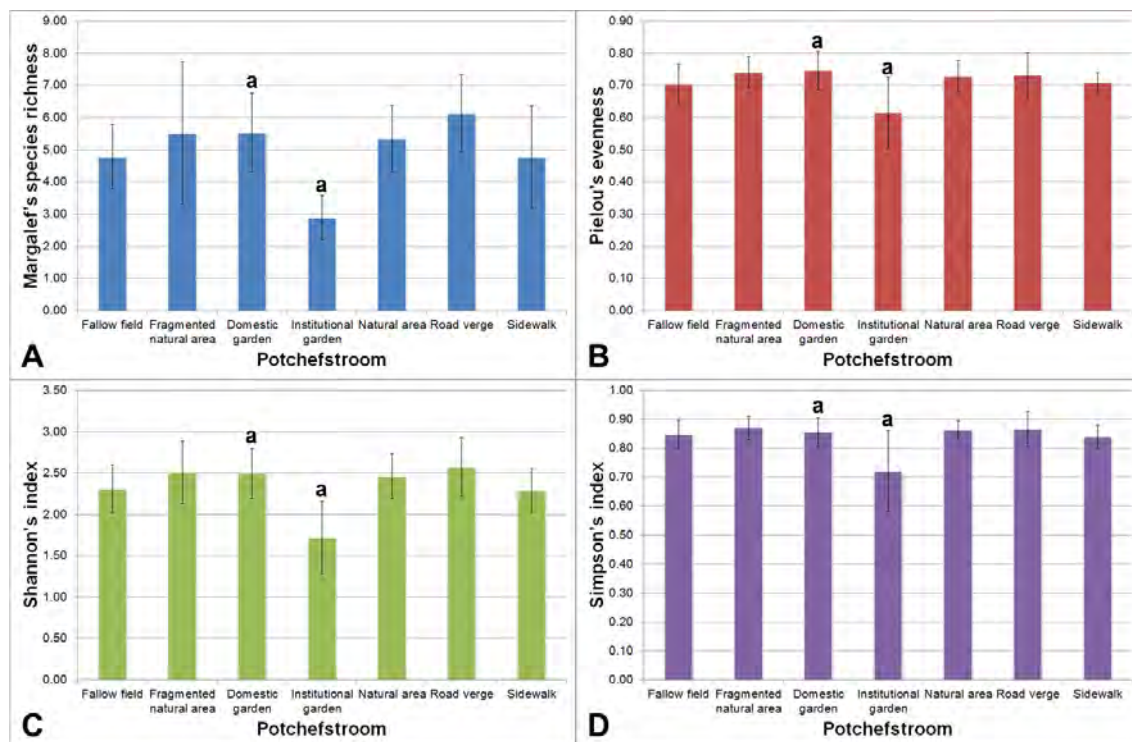 Margalef's species richness
9.00
8.00
7.00
6.00
5.00
4.00
3.00
2.00
1.00
0.00
a
a
Fallow field Fragmented natural area Domestic garden Institutional garden Natural area Road verge Sidewalk
Potchefstroom
A
Pielou's evenness
0.90
0.80
0.70
0.60
0.50
0.40
0.30
0.20
0.10
0.00
a
a
Fallow field Fragmented natural area Domestic garden Institutional garden Natural area Road verge Sidewalk
Potchefstroom
B
Shannon's index
3.50
3.00
2.50
2.00
1.50
1.00
0.50
0.00
a
a
Fallow field Fragmented natural area Domestic garden Institutional garden Natural area Road verge Sidewalk
Potchefstroom
C
Simpson's index
1.00
0.90
0.80
0.70
0.60
0.50
0.40
0.30
0.20
0.10
0.00
a
a
Fallow field Fragmented natural area Domestic garden Institutional garden Natural area Road verge Sidewalk
Potchefstroom
D